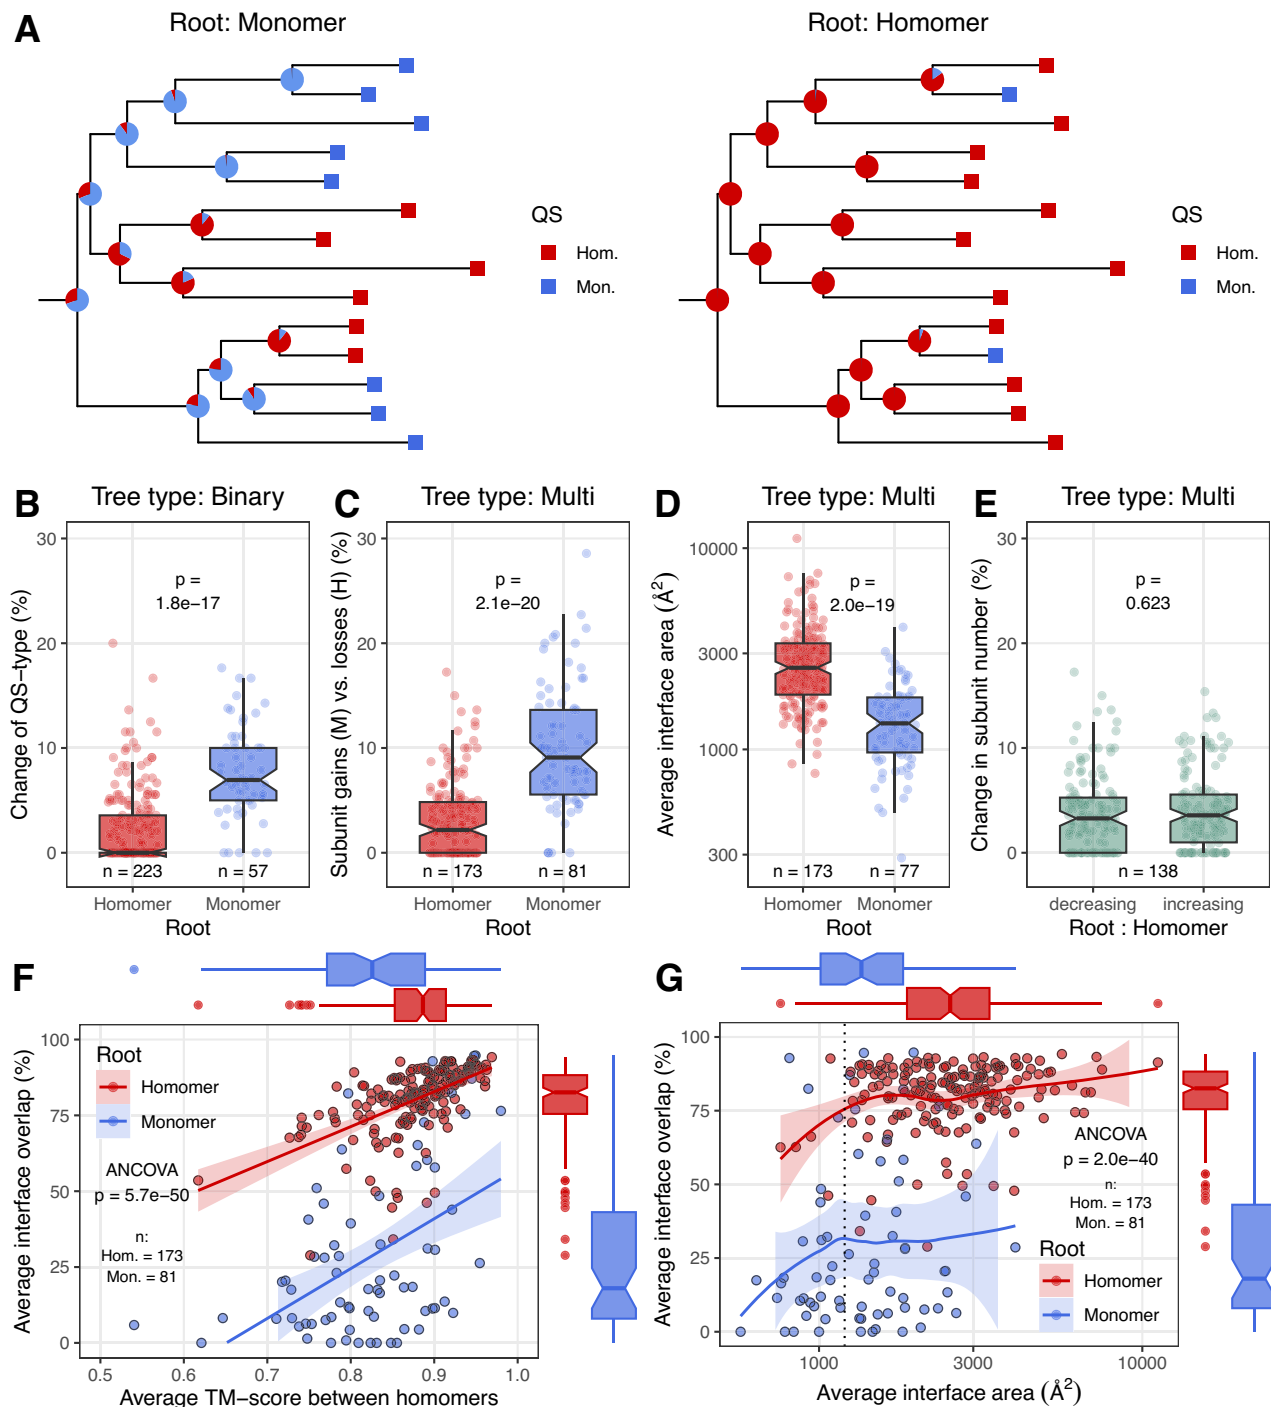 A
Root: Monomer
Root: Homomer
QS
Hom.
Mon.
QS
Hom.
Mon.
B
Tree type: Binary
Change of QS−type (%)
30
20
10
0
p =
1.8e−17
n = 223
n = 57
Homomer
Monomer
Root
C
Tree type: Multi
Subunit gains (M) vs. losses (H) (%)
30
20
10
0
p =
2.1e−20
n = 173
n = 81
Homomer
Monomer
Root
D
Tree type: Multi
Average interface area (Å²)
10000
3000
1000
300
p =
2.0e−19
n = 173
n = 77
Homomer
Monomer
Root
E
Tree type: Multi
Change in subunit number (%)
30
20
10
0
p =
0.623
n = 138
decreasing
increasing
Root : Homomer
F
Average interface overlap (%)
100
75
50
25
0
Root
Homomer
Monomer
ANCOVA
p = 5.7e−50
n:
Hom. = 173
Mon. = 81
0.5
0.6
0.7
0.8
0.9
1.0
Average TM−score between homomers
G
Average interface overlap (%)
100
75
50
25
0
ANCOVA
p = 2.0e−40
n:
Hom. = 173
Mon. = 81
Root
Homomer
Monomer
1000
3000
10000
Average interface area (Å²)